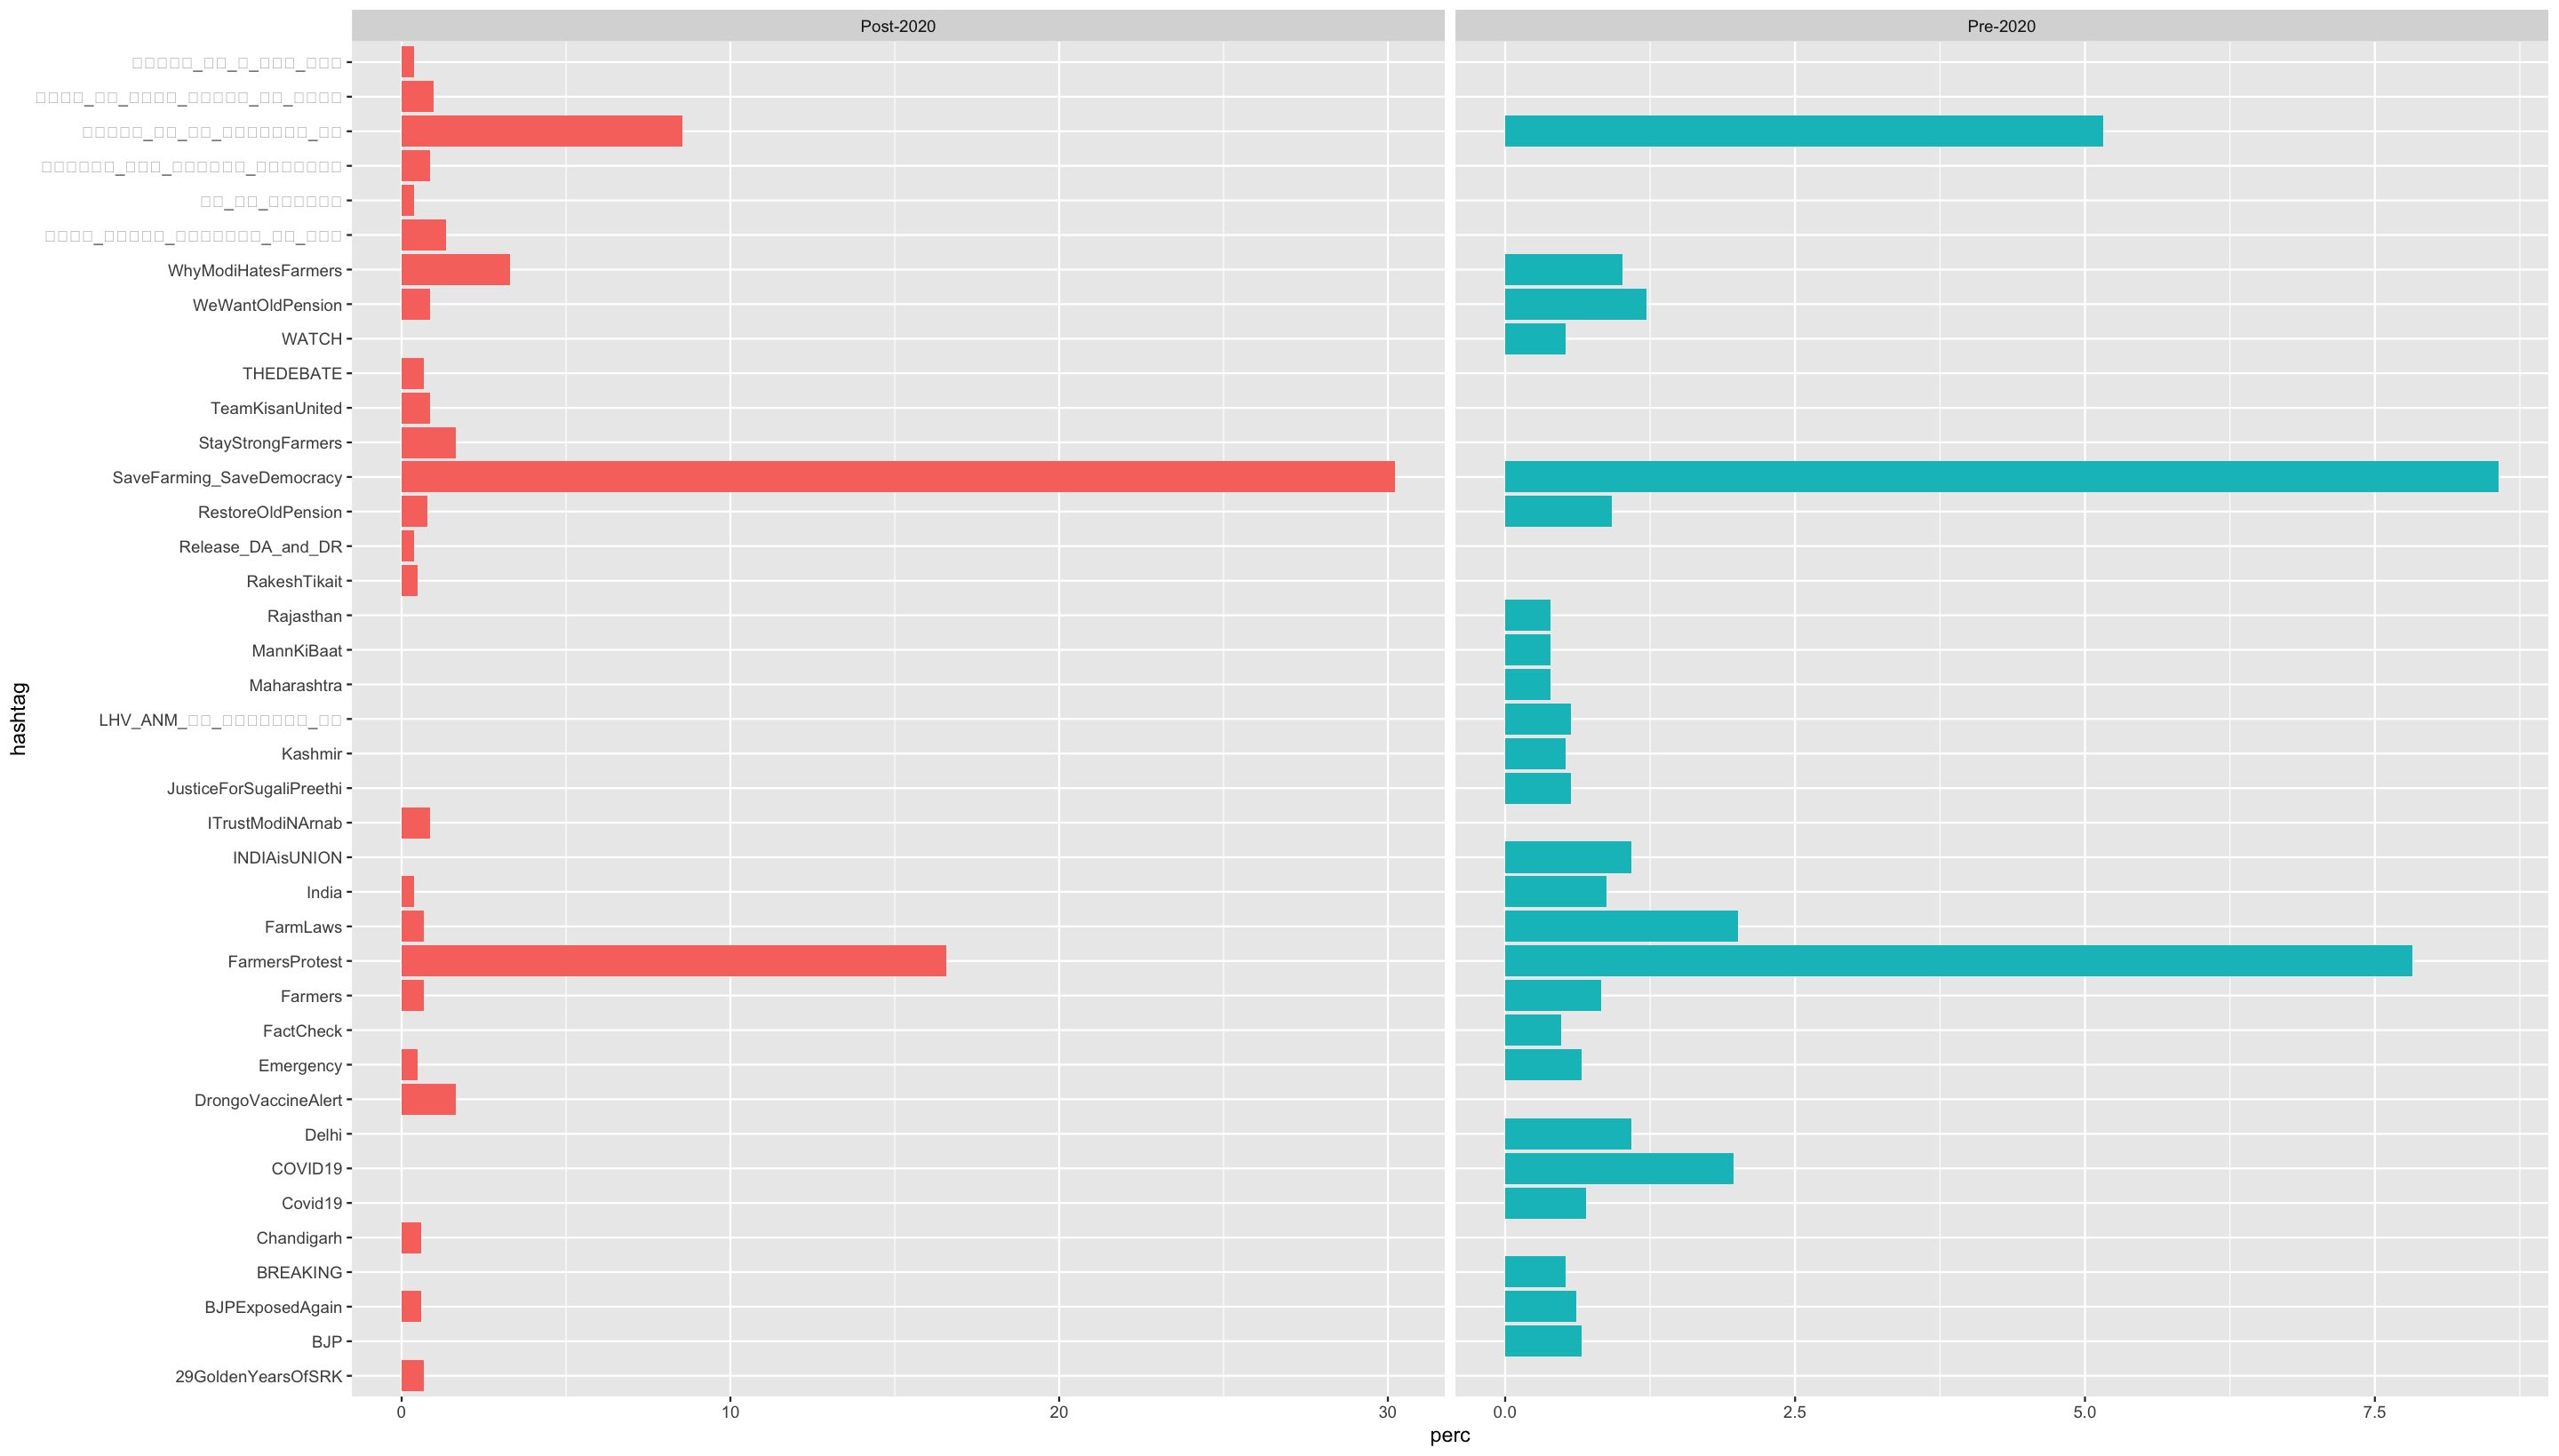 Post-2020
Pre-2020
WhyModiHatesFarmers
WeWantOldPension
WATCH
THEDEBATE
TeamKisanUnited
StayStrongFarmers
SaveFarming_SaveDemocracy
RestoreOldPension
Release_DA_and_DR
RakeshTikait
Rajasthan
MannKiBaat
Maharashtra
LHV_ANM_
Kashmir
JusticeForSugaliPreethi
ITrustModiNArnab
INDIAisUNION
India
FarmLaws
FarmersProtest
Farmers
FactCheck
Emergency
DrongoVaccineAlert
Delhi
COVID19
Covid19
Chandigarh
BREAKING
BJPExposedAgain
BJP
29GoldenYearsOfSRK
hashtag
0 10 20 30
0.0 2.5 5.0 7.5
perc